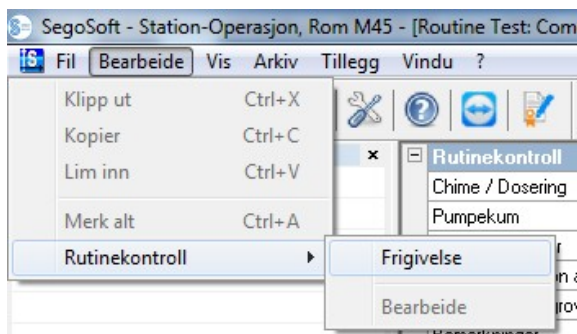 SegoSoft - Station-Operasjon, Rom M45 - [Routine Test: Com
Fil Bearbeide Vis Arkiv Tillegg Vindu ?
Klipp ut Ctrl+X
Kopier Ctrl+C
Lim inn Ctrl+V
Merk alt Ctrl+A
Rutinekontroll
Frigivelse
Bearbeide
Rutinekontroll
Chime / Dosering
Pumpekum